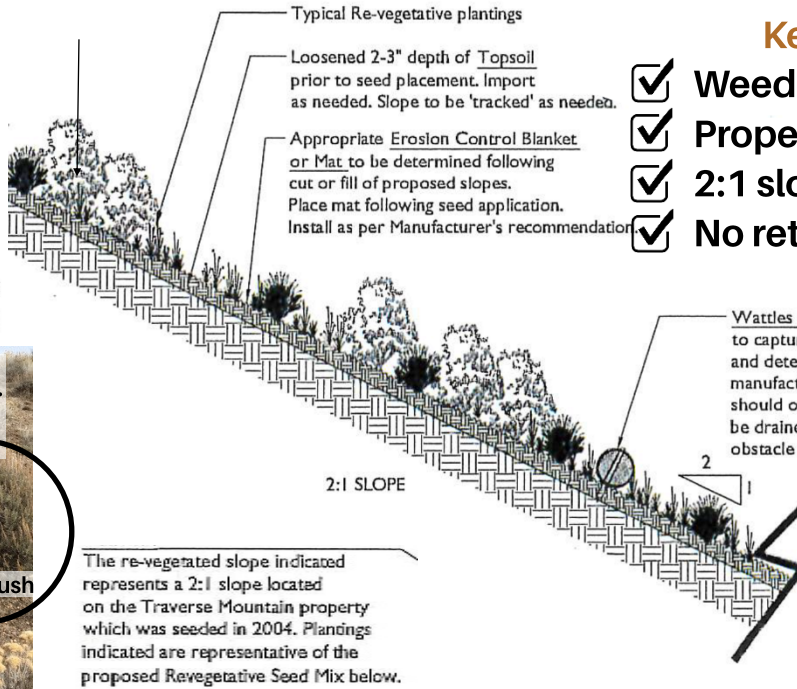 Typical Re-vegetative plantings
Loosened 2-3" depth of Topsoil
prior to seed placement. Import
as needed. Slope to be 'tracked' as needed.
Appropriate Erosion Control Blanket
or Mat to be determined following
cut or fill of proposed slopes.
Place mat following seed application.
Install as per Manufacturer's recommendation.
Ke
Weed
Prope
2:1 slo
No ret
Wattles
to captur
and dete
manufact
should o
be draine
obstacle
2
1
2:1 SLOPE
ush
The re-vegetated slope indicated
represents a 2:1 slope located
on the Traverse Mountain property
which was seeded in 2004. Plantings
indicated are representative of the
proposed Revegetative Seed Mix below.